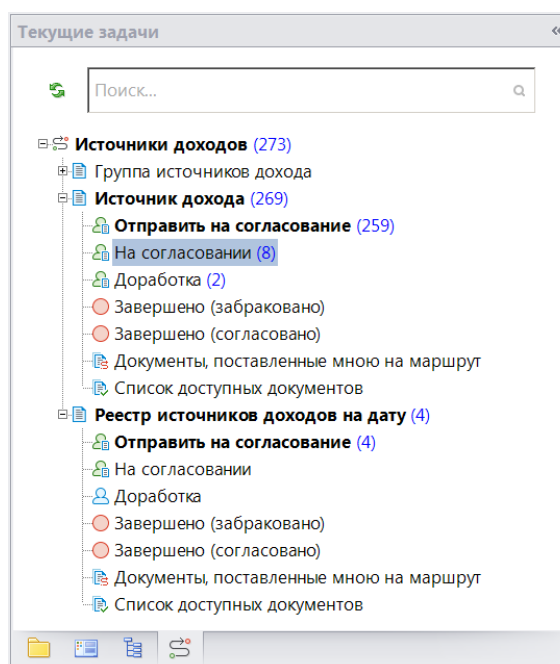 Текущие задачи
Поиск...
Источники доходов (273)
Группа источников дохода
Источник дохода (269)
Отправить на согласование (259)
На согласовании (8)
Доработка (2)
Завершено (забраковано)
Завершено (согласовано)
Документы, поставленные мною на маршрут
Список доступных документов
Реестр источников доходов на дату (4)
Отправить на согласование (4)
На согласовании
Доработка
Завершено (забраковано)
Завершено (согласовано)
Документы, поставленные мною на маршрут
Список доступных документов